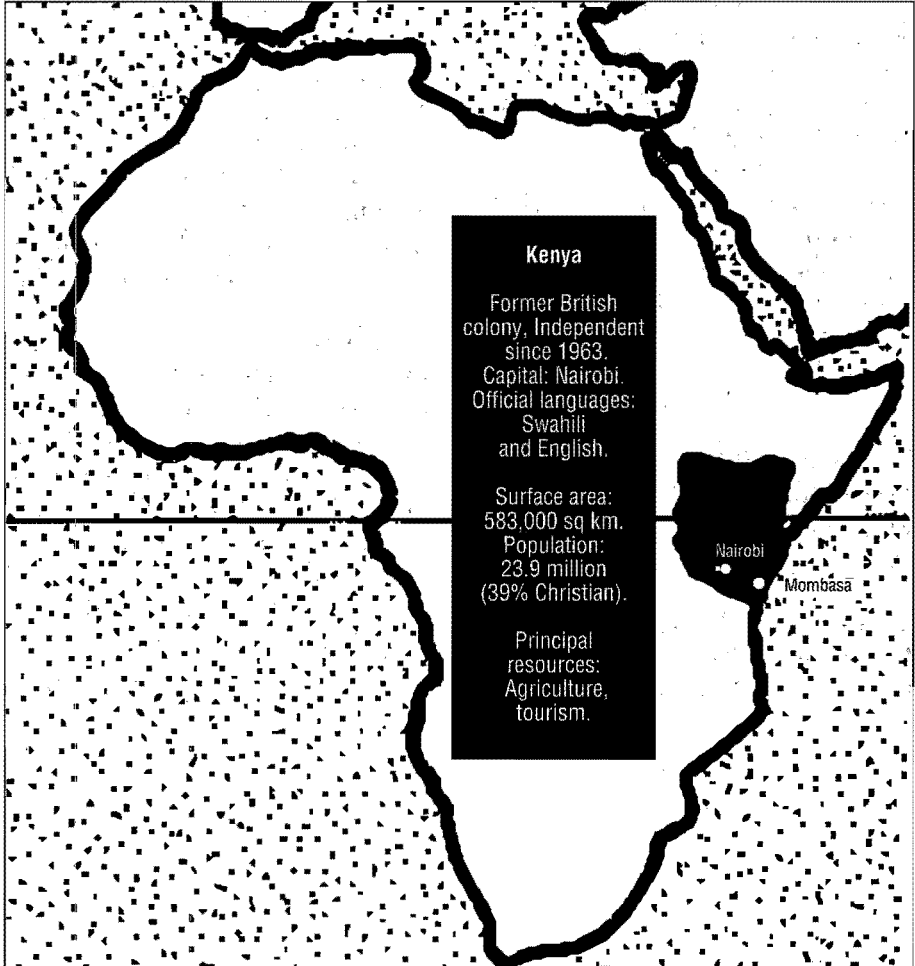 Kenya
Former British
colony, Independent
since 1963.
Capital: Nairobi.
Official languages:
Swahili
and English.
Surface area:
583,000 sq km.
Population:
23.9 million
(39% Christian).
Principal
resources:
Agriculture,
tourism.
Nairobi
Mombasa